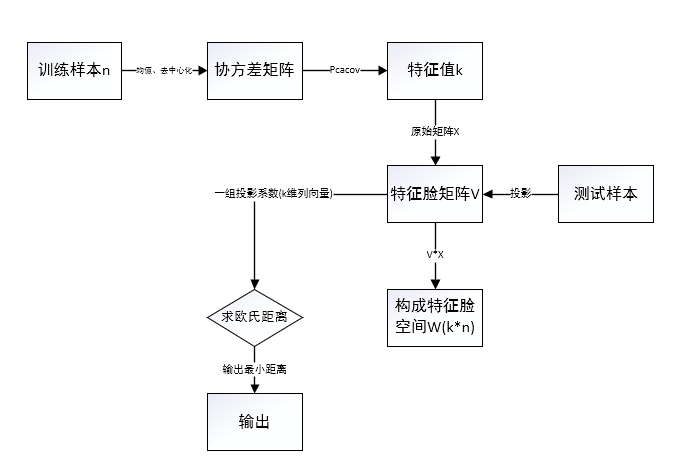 训练样本n
均值、去中心化
协方差矩阵
Pcacov
特征值k
原始矩阵X
一组投影系数(k维列向量)
特征脸矩阵V
投影
测试样本
V*X
构成特征脸
空间W(k*n)
求欧氏距离
输出最小距离
输出